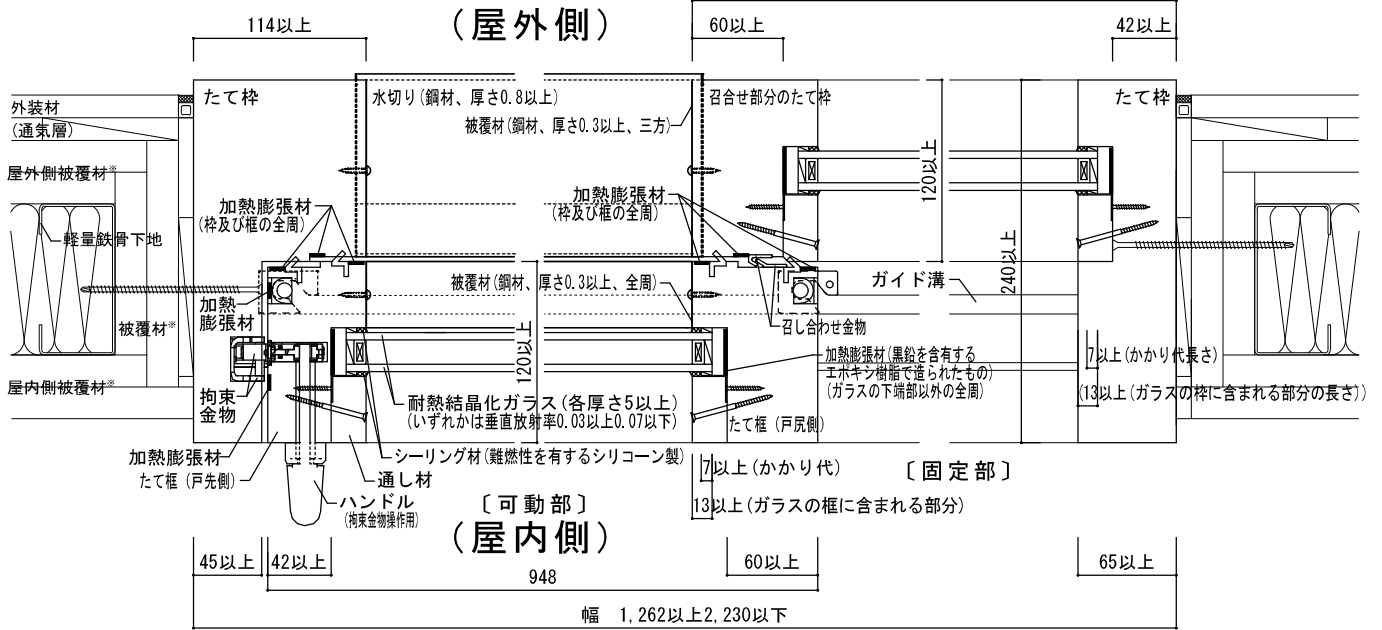 (屋外側)
114以上
60以上
42以上
外装材
(通気層)
たて枠
水切り(鋼材、厚さ0.8以上)
召合せ部分のたて枠
たて枠
被覆材(鋼材、厚さ0.3以上、三方)
屋外側被覆材※
120以上
加熱膨張材
(枠及び框の全周)
加熱膨張材
(枠及び框の全周)
軽量鉄骨下地
240以上
被覆材(鋼材、厚さ0.3以上、全周)
ガイド溝
加熱
膨張材
被覆材※
召し合わせ金物
120以上
加熱膨張材(黒鉛を含有する
エポキシ樹脂で造られたもの)
(ガラスの下端部以外の全周)
7以上(かかり代長さ)
(13以上(ガラスの枠に含まれる部分の長さ)
屋内側被覆材※
拘束
金物
耐熱結晶化ガラス(各厚さ5以上)
(いずれかは垂直放射率0.03以上0.07以下)
たて框(戸尻側)
加熱膨張材
シーリング材(難燃性を有するシリコーン製)
たて框(戸先側)
通し材
7以上(かかり代)
〔固定部〕
ハンドル
(拘束金物操作用)
〔可動部〕
13以上(ガラスの框に含まれる部分)
(屋内側)
45以上
42以上
60以上
65以上
948
幅 1,262以上2,230以下